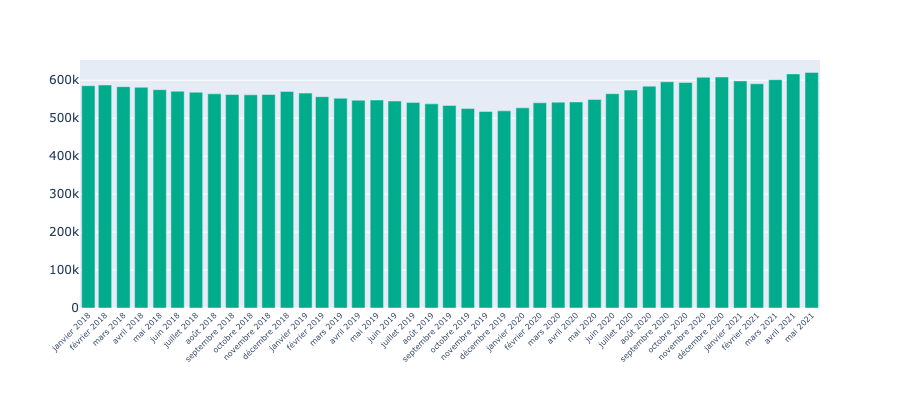 600k
500k
400k
300k
200k
100k
0
janvier 2018
février 2018
mars 2018
avril 2018
mai 2018
juin 2018
juillet 2018
août 2018
septembre 2018
octobre 2018
novembre 2018
décembre 2018
janvier 2019
février 2019
mars 2019
avril 2019
mai 2019
juin 2019
juillet 2019
août 2019
septembre 2019
octobre 2019
novembre 2019
décembre 2019
janvier 2020
février 2020
mars 2020
avril 2020
mai 2020
juin 2020
juillet 2020
août 2020
septembre 2020
octobre 2020
novembre 2020
décembre 2020
janvier 2021
février 2021
mars 2021
avril 2021
mai 2021